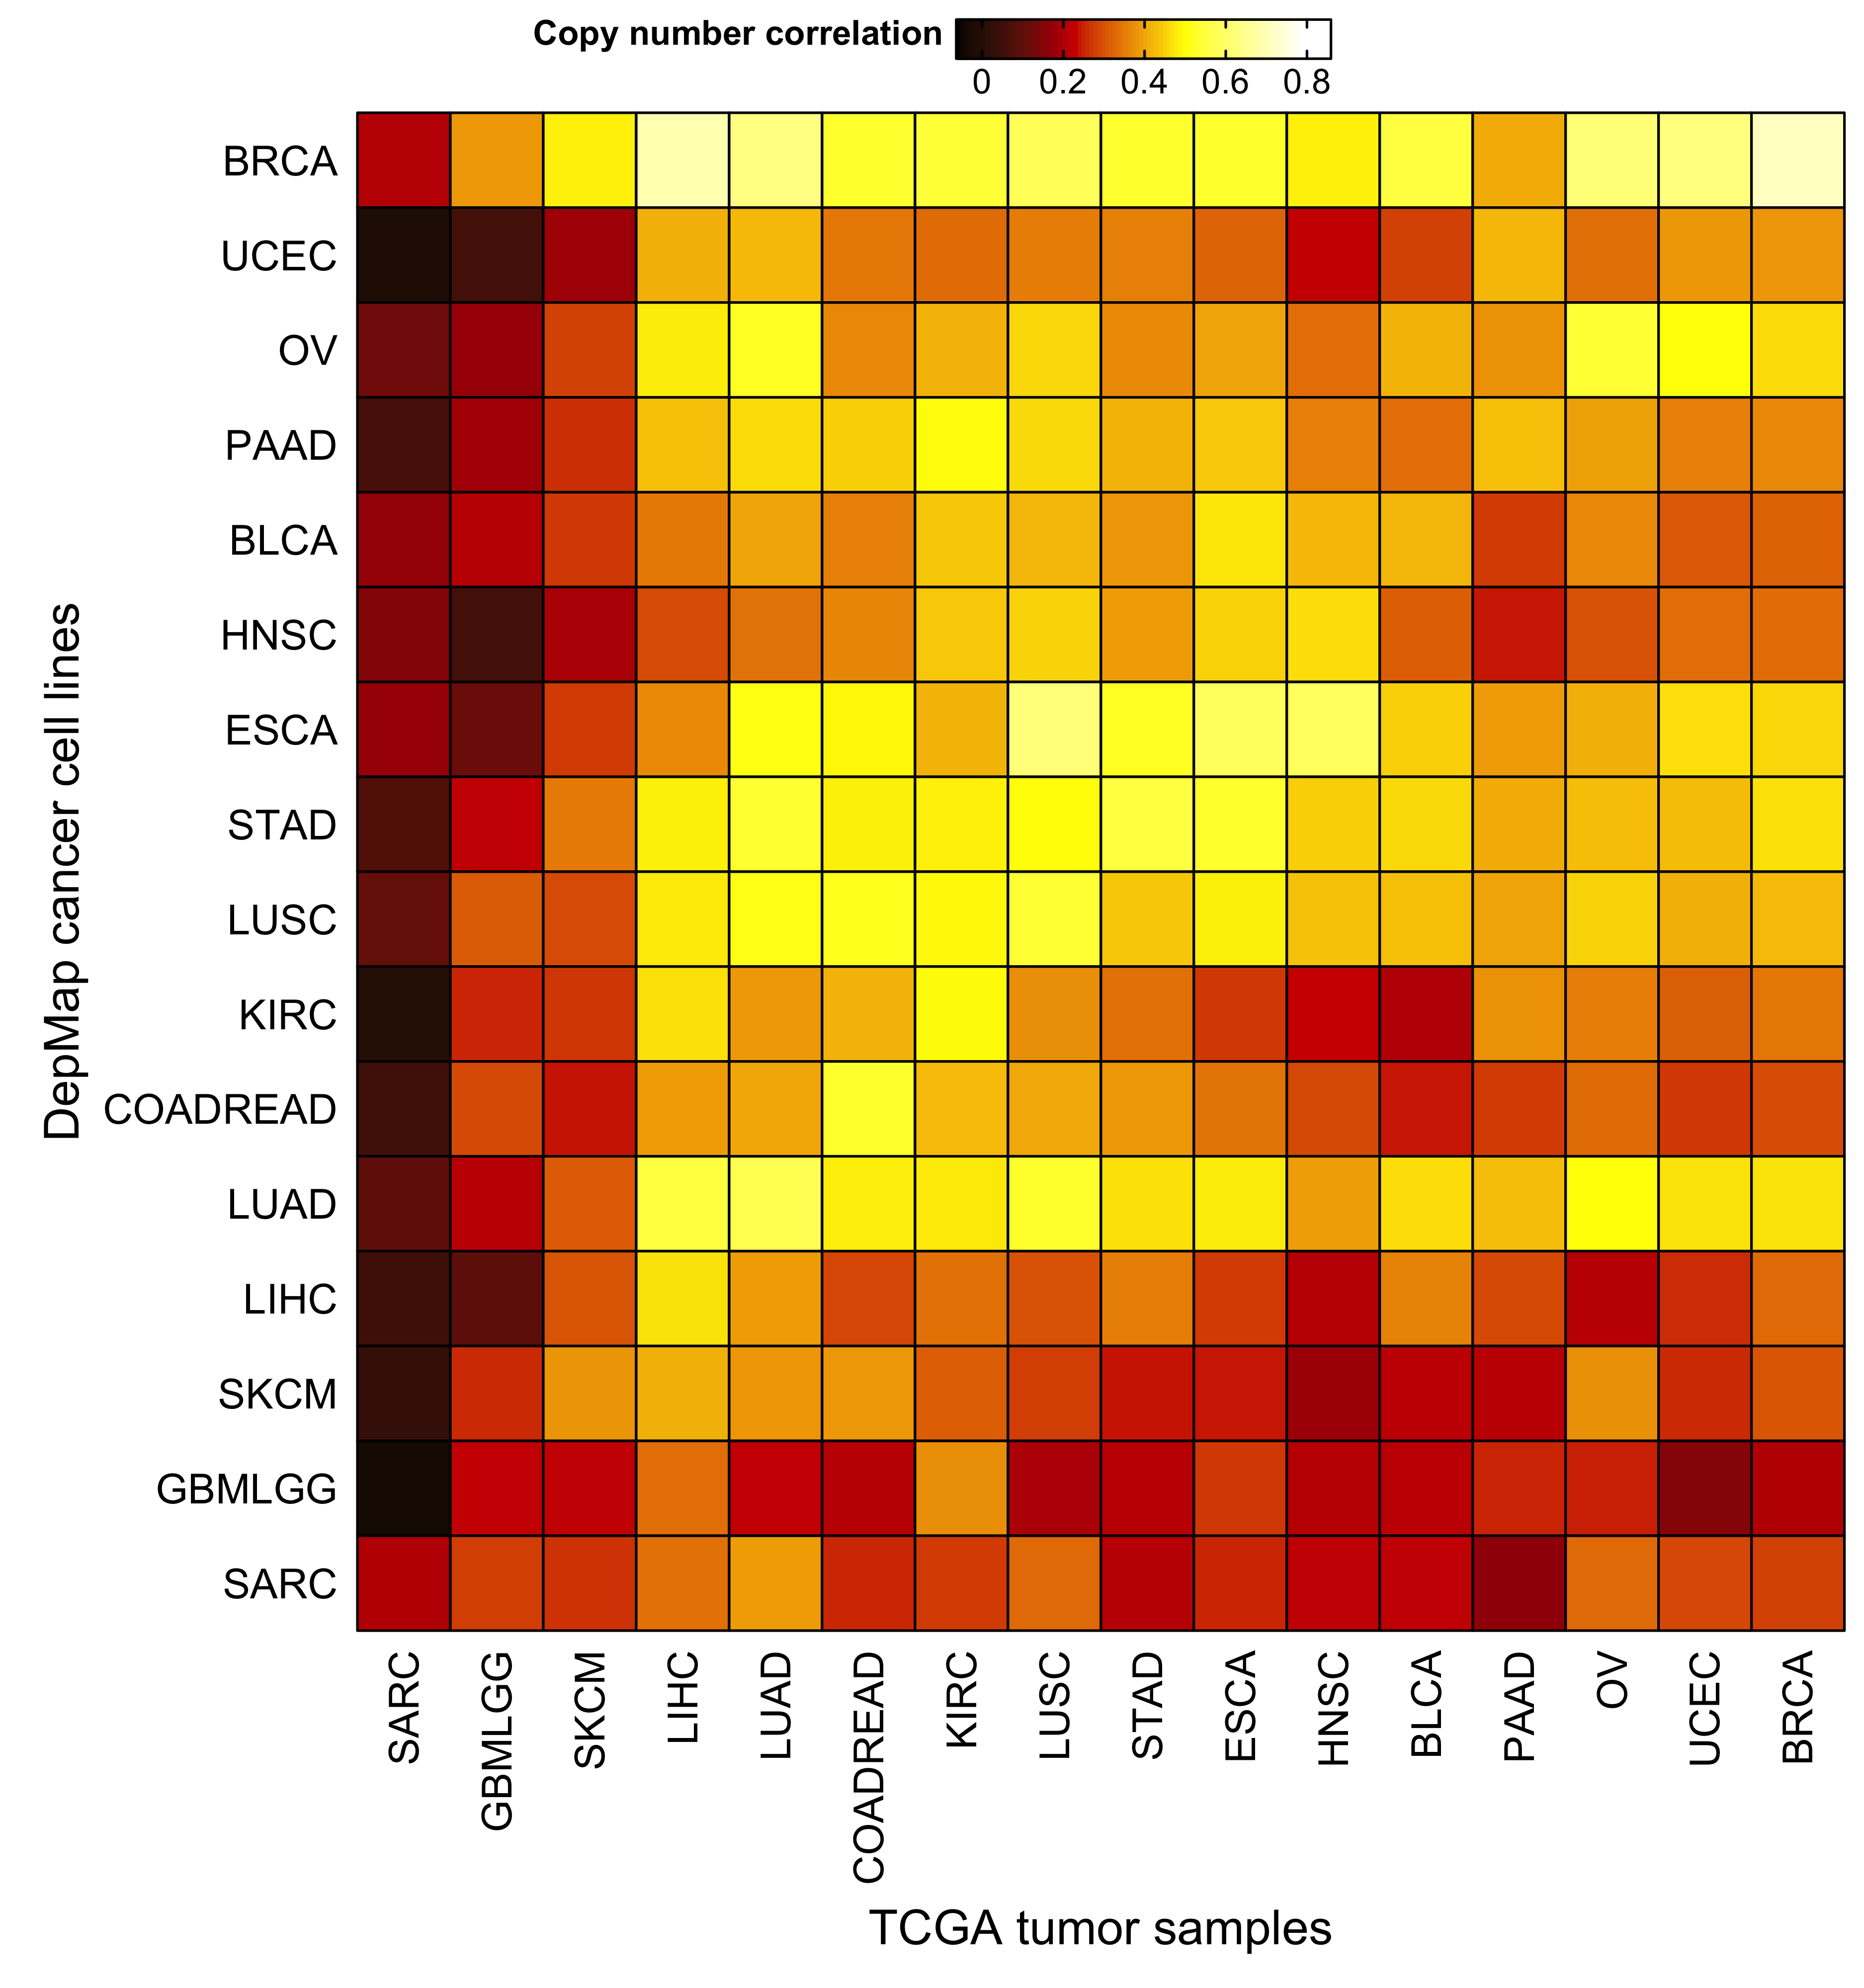 Copy number correlation
0 0.2 0.4 0.6 0.8
BRCA
UCEC
OV
PAAD
BLCA
HNSC
ESCA
STAD
LUSC
KIRC
COADREAD
LUAD
LIHC
SKCM
GBMLGG
SARC
DepMap cancer cell lines
SARC
GBMLGG
SKCM
LIHC
LUAD
COADREAD
KIRC
LUSC
STAD
ESCA
HNSC
BLCA
PAAD
OV
UCEC
BRCA
TCGA tumor samples